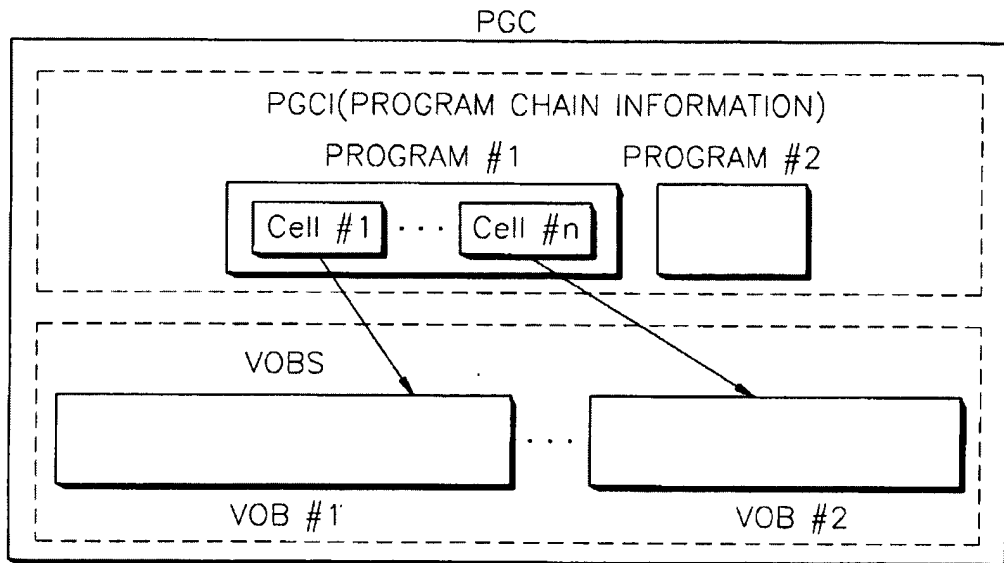 PGC
PGCI(PROGRAM CHAIN INFORMATION)
PROGRAM #1 PROGRAM #2
Cell #1 ··· Cell #n
VOBS
···
VOB #1 VOB #2